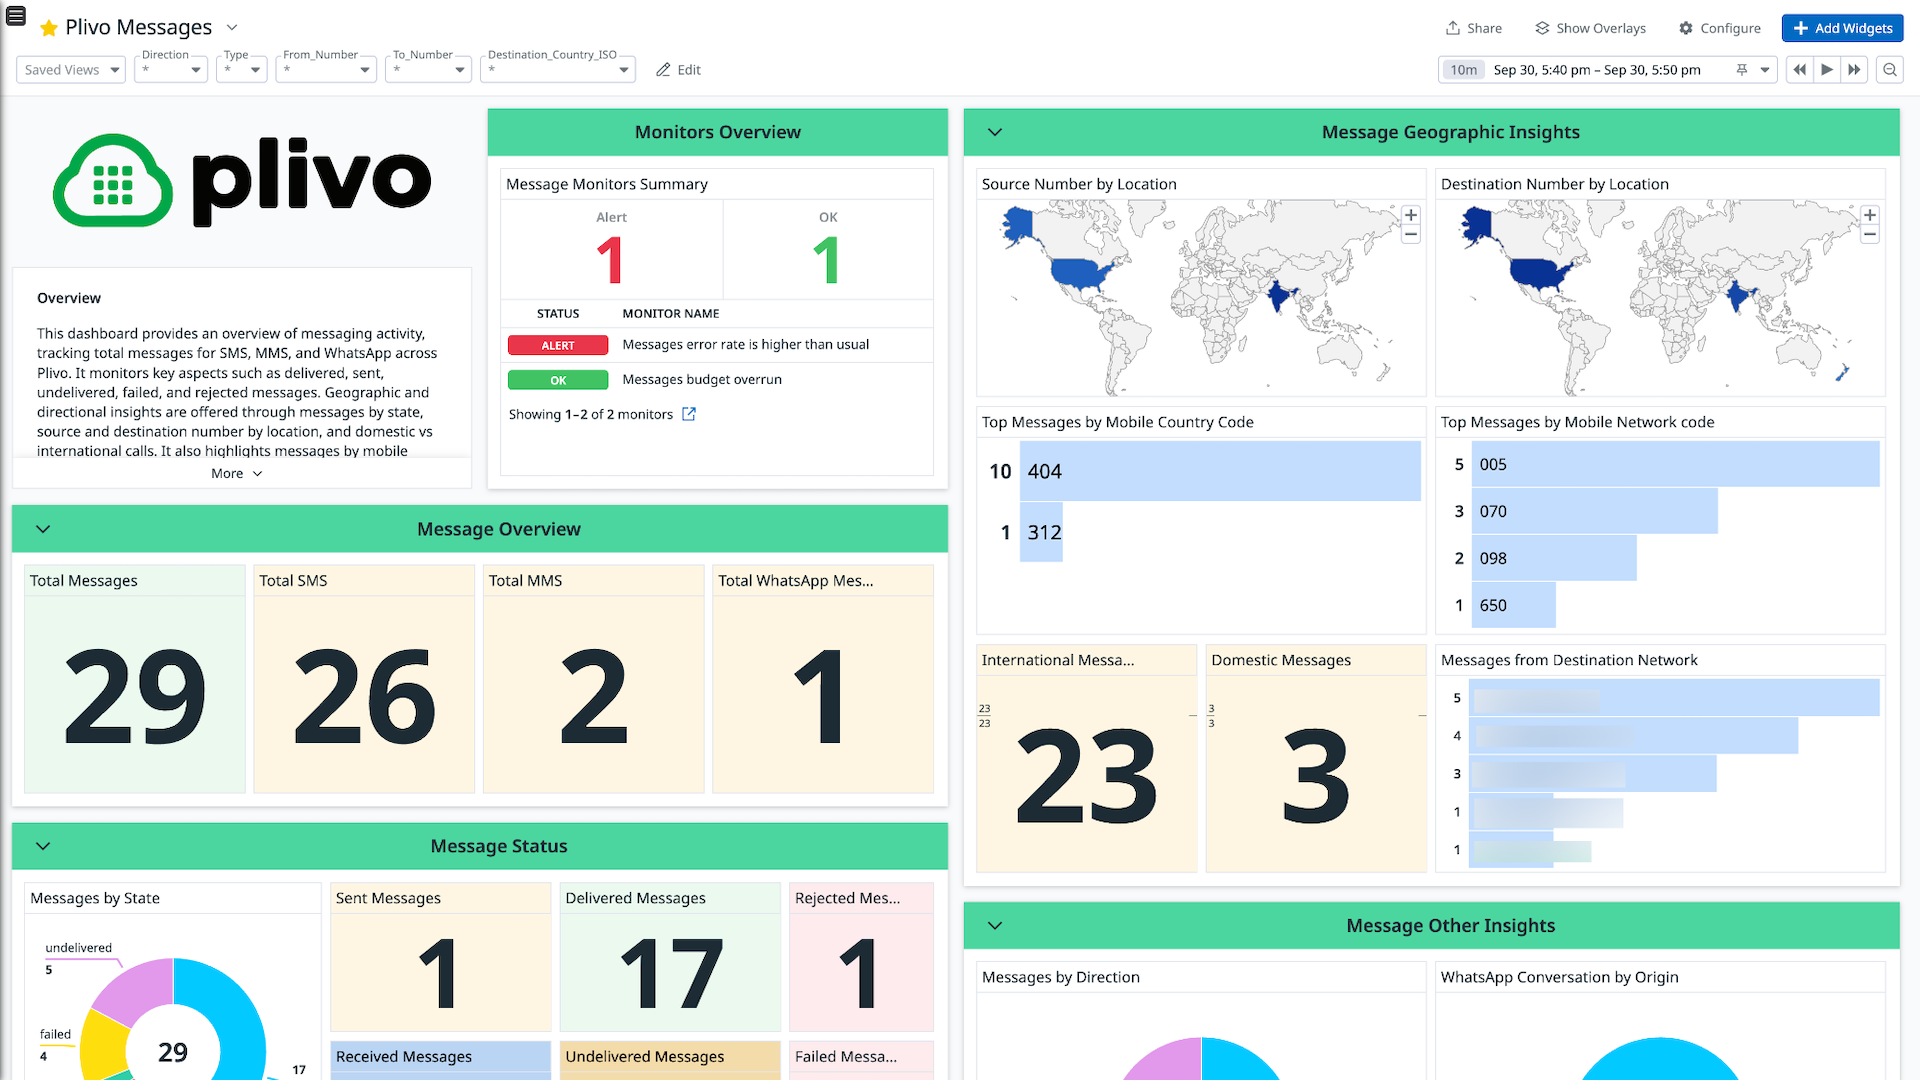 Plivo Messages
Share
Show Overlays
Configure
Add Widgets
Saved Views
Direction
*
Type
*
From_Number
*
To_Number
*
Destination_Country_ISO
*
Edit
10m
Sep 30, 5:40 pm – Sep 30, 5:50 pm
plivo
Overview
This dashboard provides an overview of messaging activity,
tracking total messages for SMS, MMS, and WhatsApp across
Plivo. It monitors key aspects such as delivered, sent,
undelivered, failed, and rejected messages. Geographic and
directional insights are offered through messages by state,
source and destination number by location, and domestic vs
international calls. It also highlights messages by mobile
More
Monitors Overview
Message Monitors Summary
Alert
1
OK
1
STATUS MONITOR NAME
ALERT Messages error rate is higher than usual
OK Messages budget overrun
Showing 1–2 of 2 monitors
Message Overview
Total Messages
29
Total SMS
26
Total MMS
2
Total WhatsApp Mes...
1
Message Status
Messages by State
undelivered
5
failed
4
29
17
Sent Messages
1
Delivered Messages
17
Rejected Mes...
1
Received Messages
Undelivered Messages
Failed Messa...
Message Geographic Insights
Source Number by Location
+
−
Destination Number by Location
+
−
Top Messages by Mobile Country Code
10 404
1 312
Top Messages by Mobile Network code
5 005
3 070
2 098
1 650
International Messa...
23
23
23
Domestic Messages
3
3
3
Messages from Destination Network
5
4
3
1
1
Message Other Insights
Messages by Direction
WhatsApp Conversation by Origin